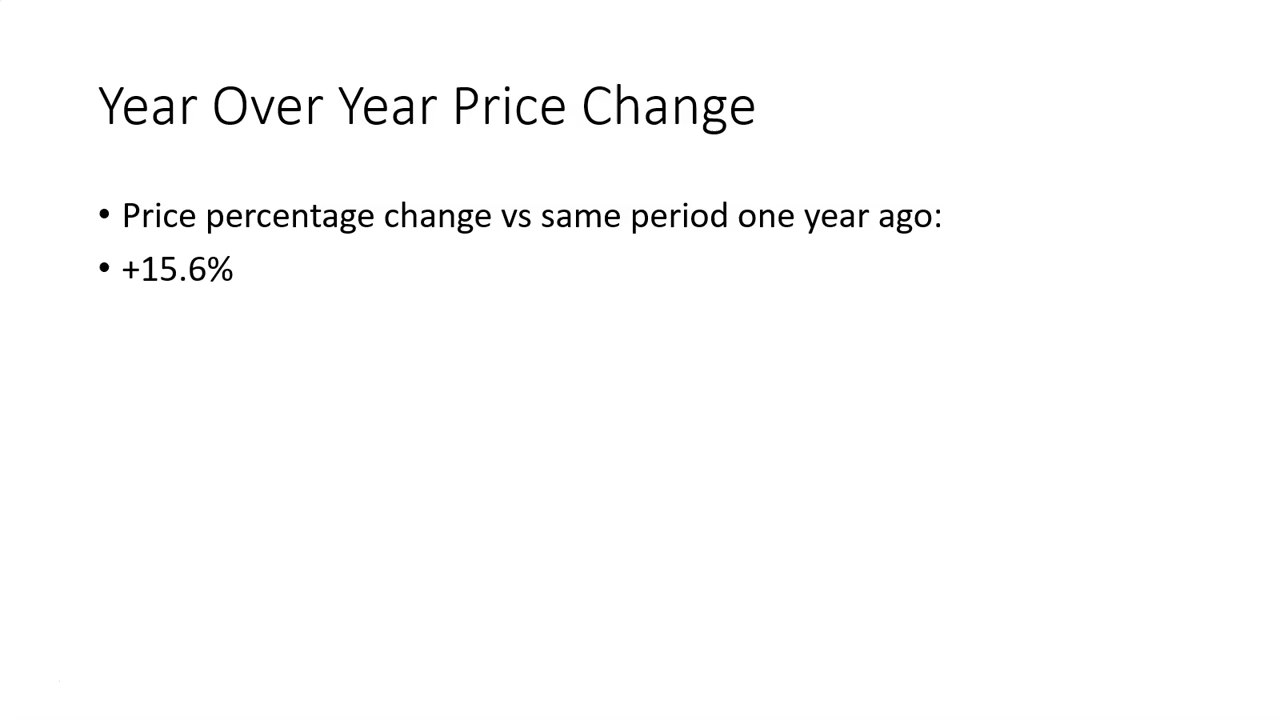 Year Over Year Price Change
• Price percentage change vs same period one year ago:
• +15.6%